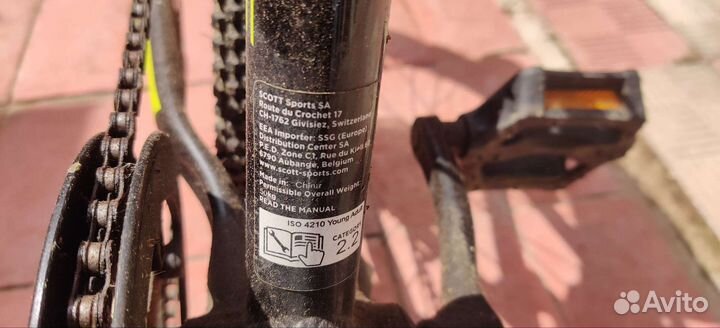 SCOTT Sports SA
Route du Crochet 17
CH-1762 Givisiez, Switzerland
EEA Importer: SSG (Europe)
Distribution Center SA
P.E.D. Zone C1, Rue du
6790 Aubange, Belgium
www.scott-sports.com
Made in:
Permissible Overall Weight:
READ THE MANUAL
ISO 4210 Young
CATEGORY
2.2
Avito